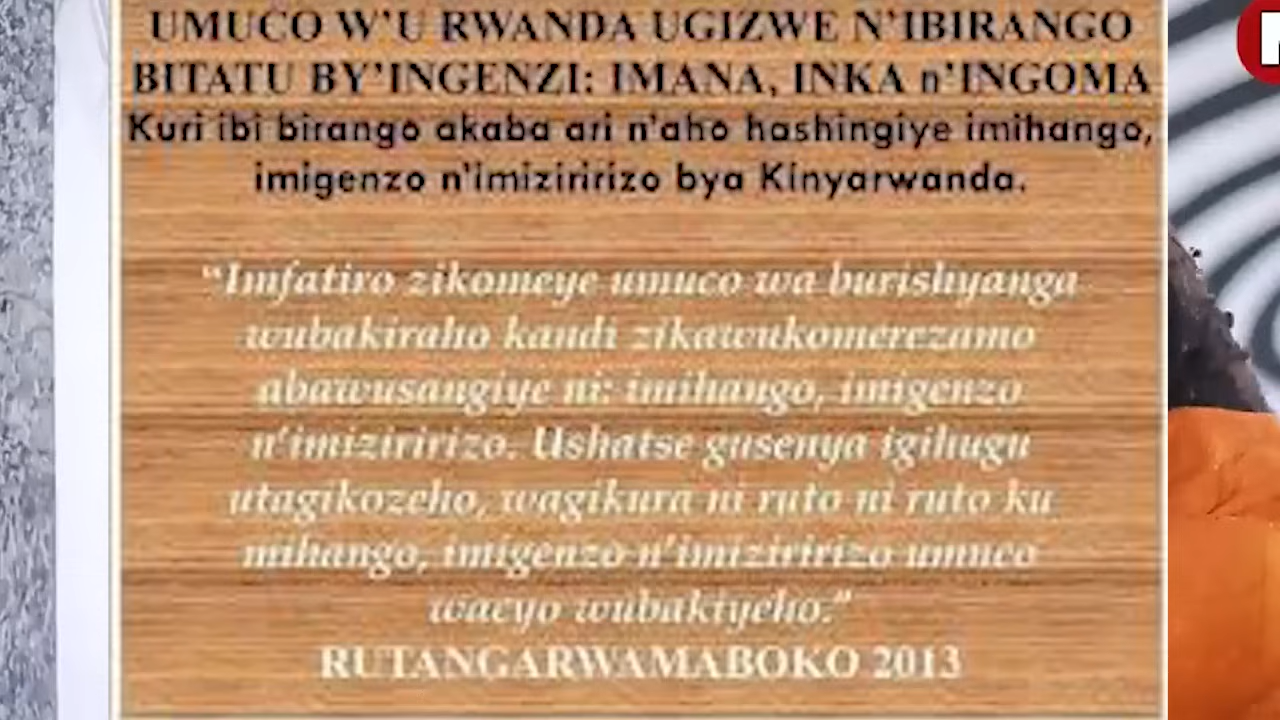 UMUCO W'U RWANDA UGIZWE N'IBIRANGO
BITATU BY'INGENZI: IMANA, INKA n'INGOMA
Kuri ibi birango akaba ari n'aho hashingiye imihango,
imigenzo n'imiziririzo bya Kinyarwanda.
"Imfatiro zikomeye umuco wa burishyanga
wubakiraho kandi zikawukomerezamo
abawusangiye ni: imihango, imigenzo
n'imiziririzo. Ushatse gusenya igihugu
utagikozeho, wagikura ni ruto ni ruto ku
mihango, imigenzo n'imiziririzo umuco
wacyo wubakiyeho."
RUTANGARWAMABOKO 2013